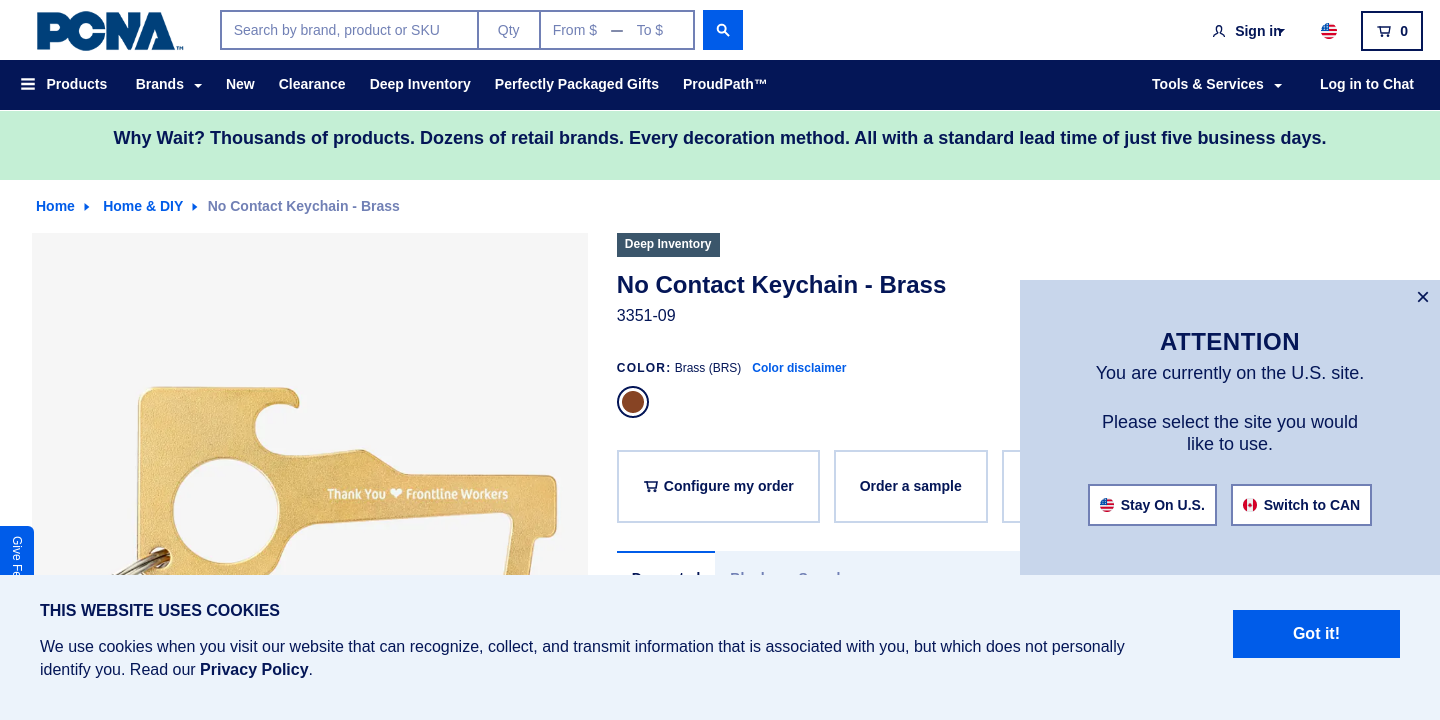 PCNA™
Search by brand, product or SKU
Qty
From $ — To $
Sign in
0
Products
Brands
New
Clearance
Deep Inventory
Perfectly Packaged Gifts
ProudPath™
Tools & Services
Log in to Chat
Why Wait? Thousands of products. Dozens of retail brands. Every decoration method. All with a standard lead time of just five business days.
Home
Home & DIY
No Contact Keychain - Brass
Deep Inventory
No Contact Keychain - Brass
3351-09
COLOR: Brass (BRS) Color disclaimer
Configure my order
Order a sample
Thank You ❤ Frontline Workers
×
ATTENTION
You are currently on the U.S. site.
Please select the site you would
like to use.
Stay On U.S.
Switch to CAN
Give
THIS WEBSITE USES COOKIES
We use cookies when you visit our website that can recognize, collect, and transmit information that is associated with you, but which does not personally
identify you. Read our Privacy Policy.
Got it!